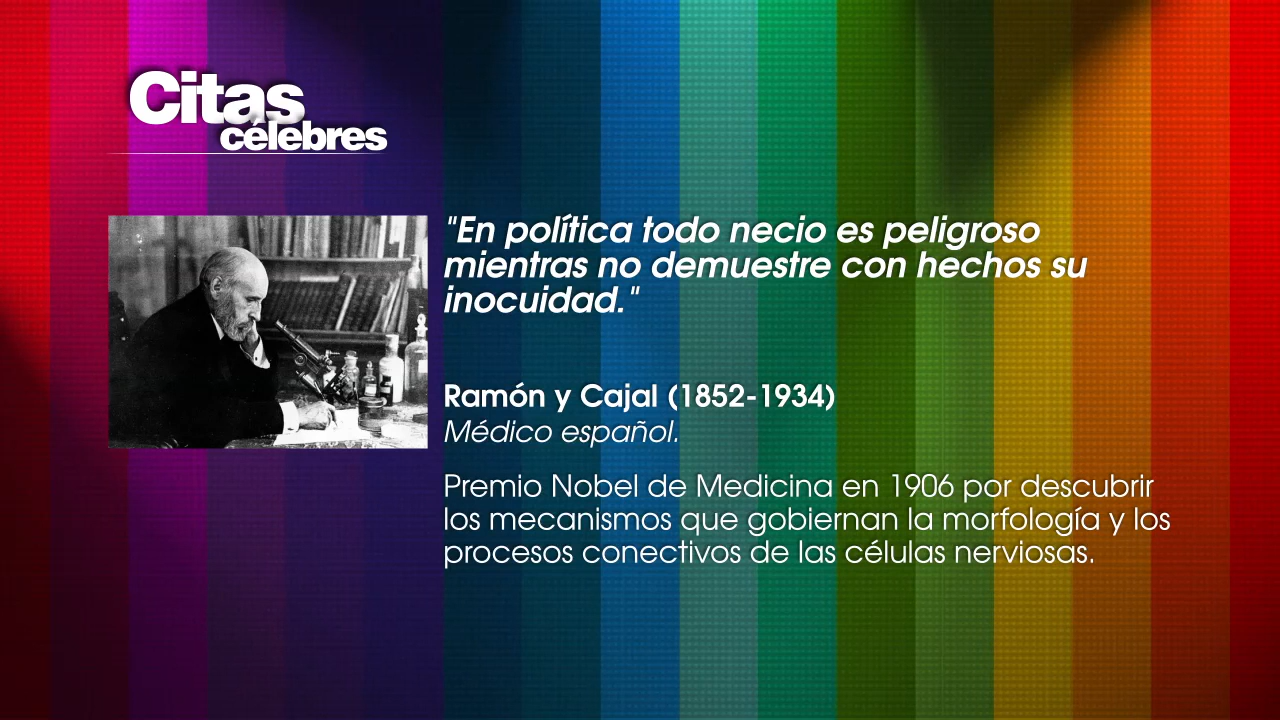 Citas
célebres
"En política todo necio es peligroso
mientras no demuestre con hechos su
inocuidad."
Ramón y Cajal (1852-1934)
Médico español.
Premio Nobel de Medicina en 1906 por descubrir
los mecanismos que gobiernan la morfología y los
procesos conectivos de las células nerviosas.